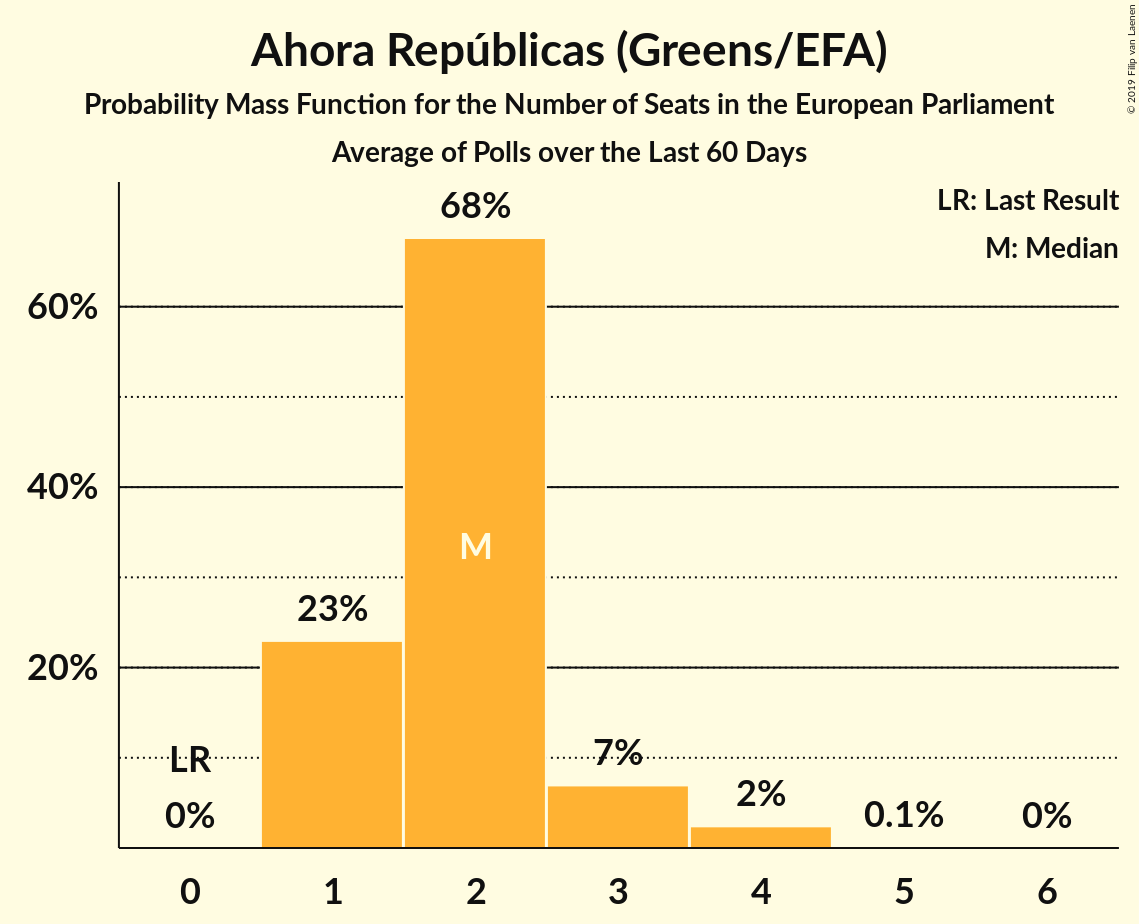 Ahora Repúblicas (Greens/EFA)
Probability Mass Function for the Number of Seats in the European Parliament
Average of Polls over the Last 60 Days
© 2019 Filip van Laenen
LR: Last Result
M: Median
68%
60%
40%
M
23%
20%
LR
7%
2%
0%
0.1%
0%
0 1 2 3 4 5 6